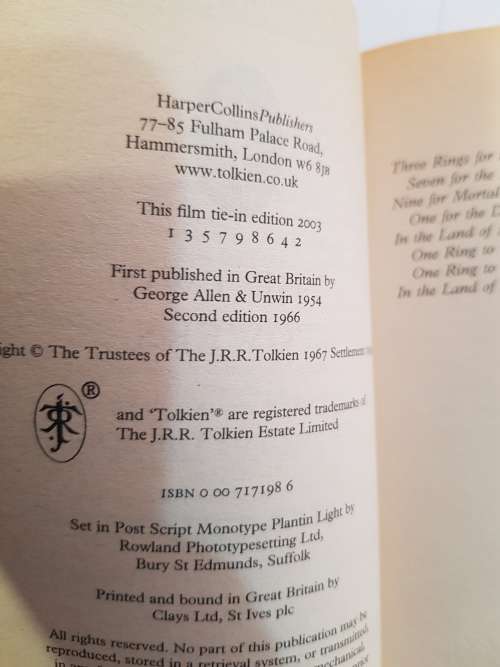 HarperCollinsPublishers
77–85 Fulham Palace Road,
Hammersmith, London W6 8JB
www.tolkien.co.uk
This film tie-in edition 2003
1 3 5 7 9 8 6 4 2
First published in Great Britain by
George Allen & Unwin 1954
Second edition 1966
© The Trustees of The J.R.R.Tolkien 1967 Settlement
®
and ‘Tolkien’® are registered trademarks of
The J.R.R. Tolkien Estate Limited
ISBN 0 00 717198 6
Set in Post Script Monotype Plantin Light by
Rowland Phototypesetting Ltd,
Bury St Edmunds, Suffolk
Printed and bound in Great Britain by
Clays Ltd, St Ives plc
All rights reserved. No part of this publication may be
reproduced, stored in a retrieval system, or transmitted,
mechanical,
Three Rings for
Seven for the
Nine for Mortal
One for the
In the Land of
One Ring to
One Ring to
In the Land of